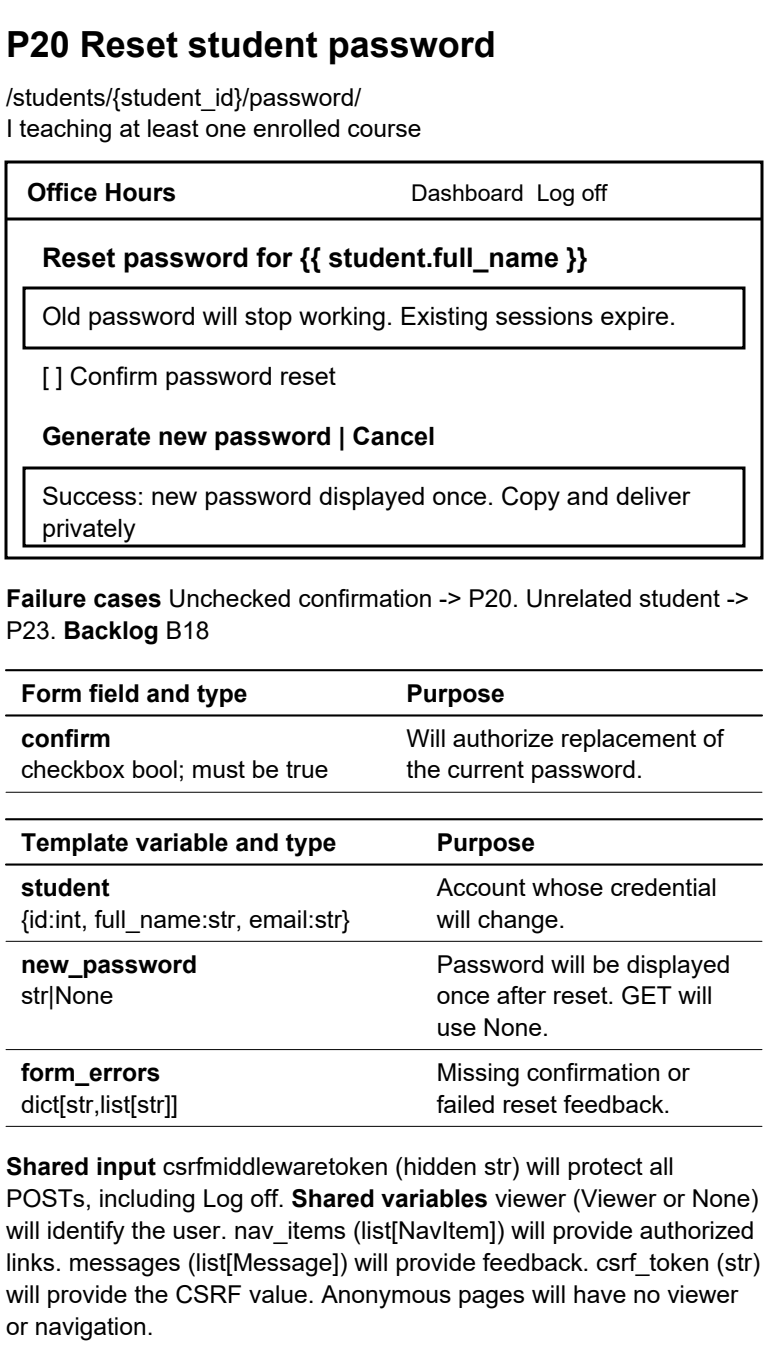 P20 Reset student password
/students/{student_id}/password/
I teaching at least one enrolled course
Office Hours Dashboard Log off
Reset password for {{ student.full_name }}
Old password will stop working. Existing sessions expire.
[ ] Confirm password reset
Generate new password | Cancel
Success: new password displayed once. Copy and deliver
privately
Failure cases Unchecked confirmation -> P20. Unrelated student ->
P23. Backlog B18
Form field and type Purpose
confirm Will authorize replacement of
checkbox bool; must be true the current password.
Template variable and type Purpose
student Account whose credential
{id:int, full_name:str, email:str} will change.
new_password Password will be displayed
str|None once after reset. GET will
use None.
form_errors Missing confirmation or
dict[str,list[str]] failed reset feedback.
Shared input csrfmiddlewaretoken (hidden str) will protect all
POSTs, including Log off. Shared variables viewer (Viewer or None)
will identify the user. nav_items (list[NavItem]) will provide authorized
links. messages (list[Message]) will provide feedback. csrf_token (str)
will provide the CSRF value. Anonymous pages will have no viewer
or navigation.